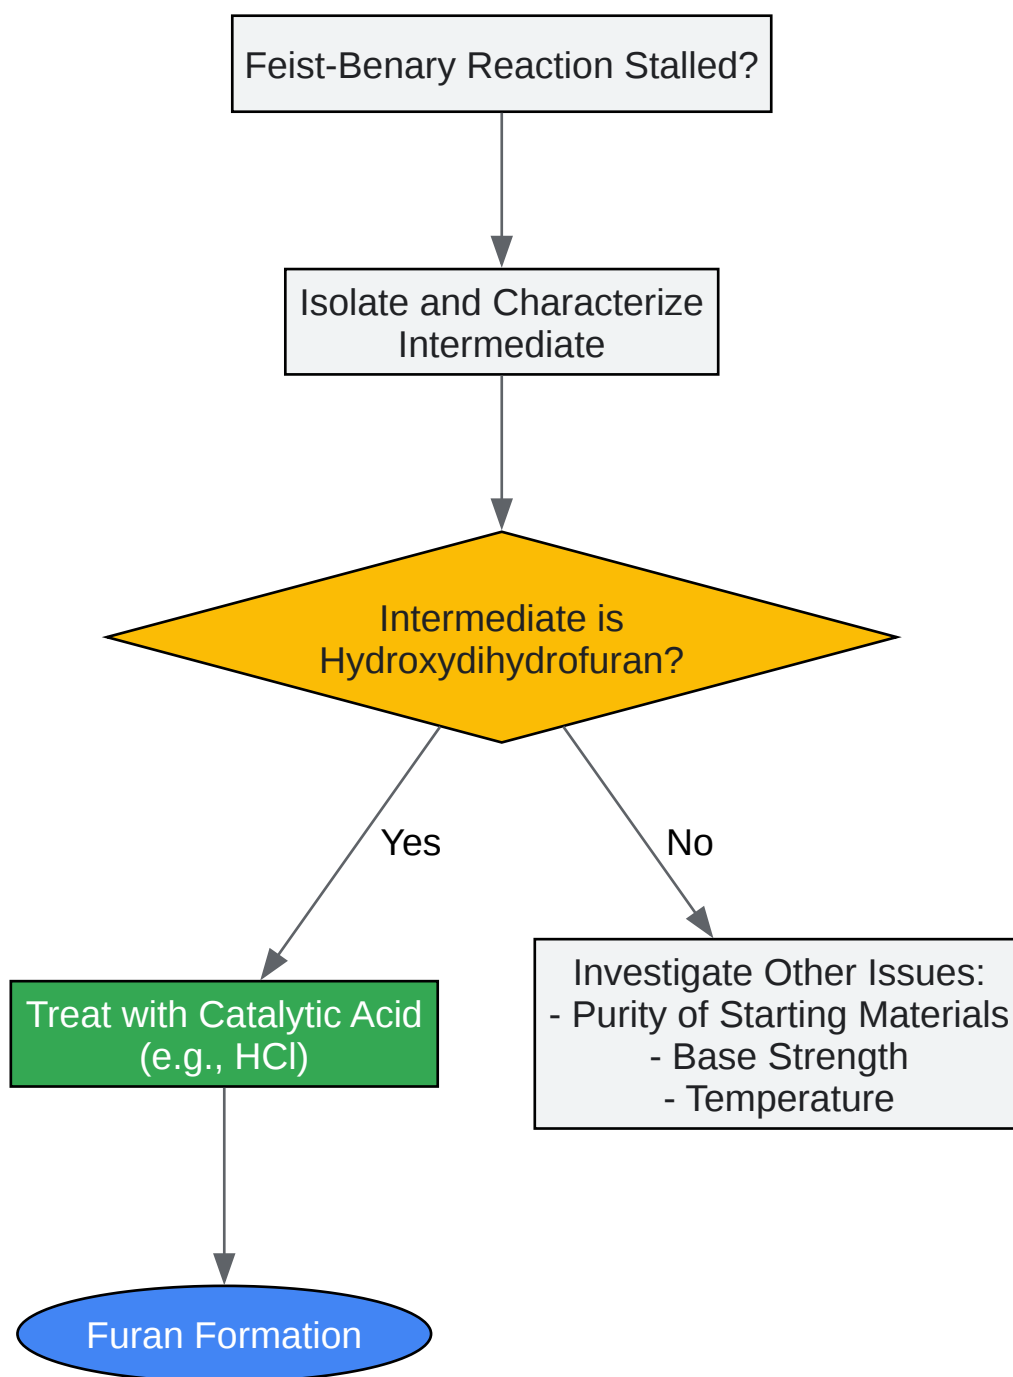 Feist-Benary Reaction Stalled?
Isolate and Characterize
Intermediate
Intermediate is
Hydroxydihydrofuran?
Yes
No
Treat with Catalytic Acid
(e.g., HCl)
Investigate Other Issues:
- Purity of Starting Materials
- Base Strength
- Temperature
Furan Formation